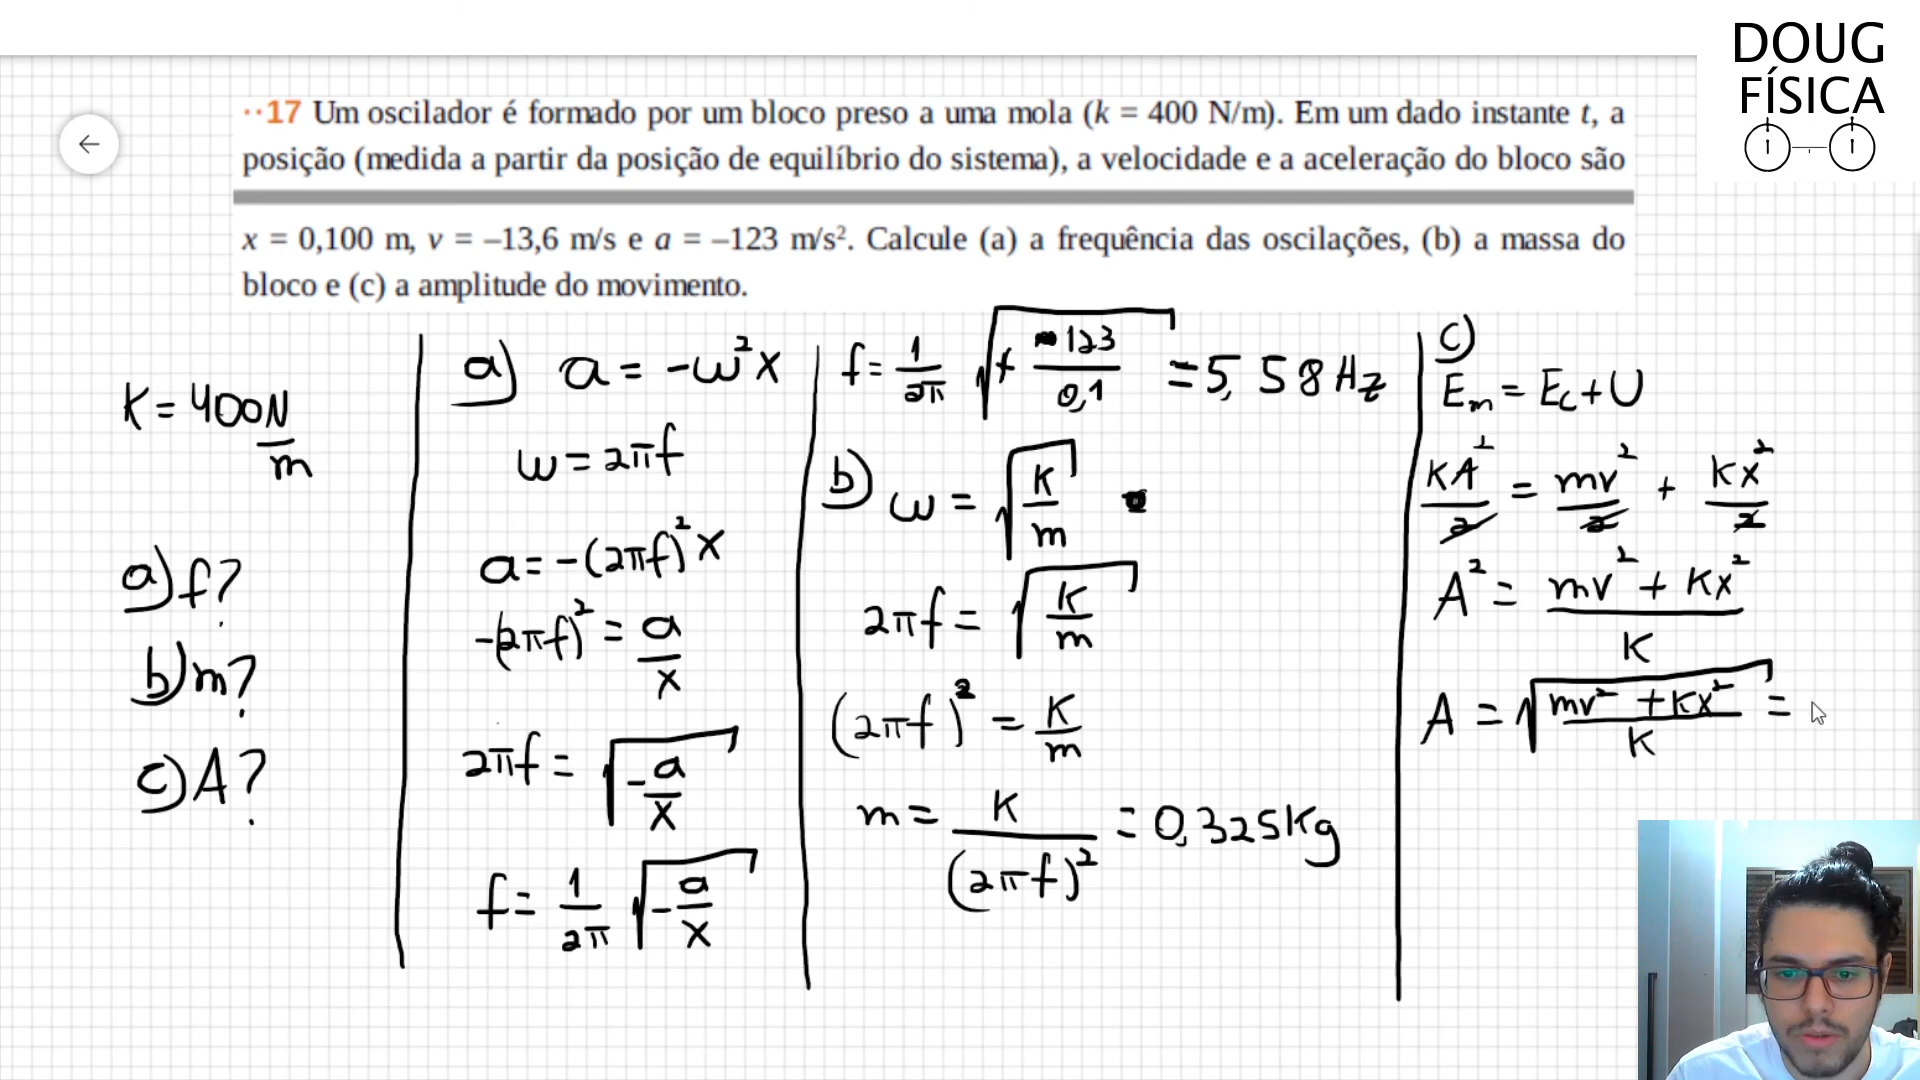 DOUG
FÍSICA
··17 Um oscilador é formado por um bloco preso a uma mola (k = 400 N/m). Em um dado instante t, a
posição (medida a partir da posição de equilíbrio do sistema), a velocidade e a aceleração do bloco são
x = 0,100 m, v = –13,6 m/s e a = –123 m/s². Calcule (a) a frequência das oscilações, (b) a massa do
bloco e (c) a amplitude do movimento.
K = 400 N/m
a) f?
b) m?
c) A?
a) a = -ω²x
ω = 2πf
a = -(2πf)²x
-(2πf)² = a/x
2πf = √(-a/x)
f = 1/2π √(-a/x)
f = 1/2π √(+ 123/0,1) = 5,58 Hz
b) ω = √(K/m)
2πf = √(K/m)
(2πf)² = K/m
m = K/(2πf)² = 0,325 Kg
c)
Em = Ec + U
KA²/2 = mv²/2 + Kx²/2
A² = (mv² + Kx²)/K
A = √((mv² + Kx²)/K) =